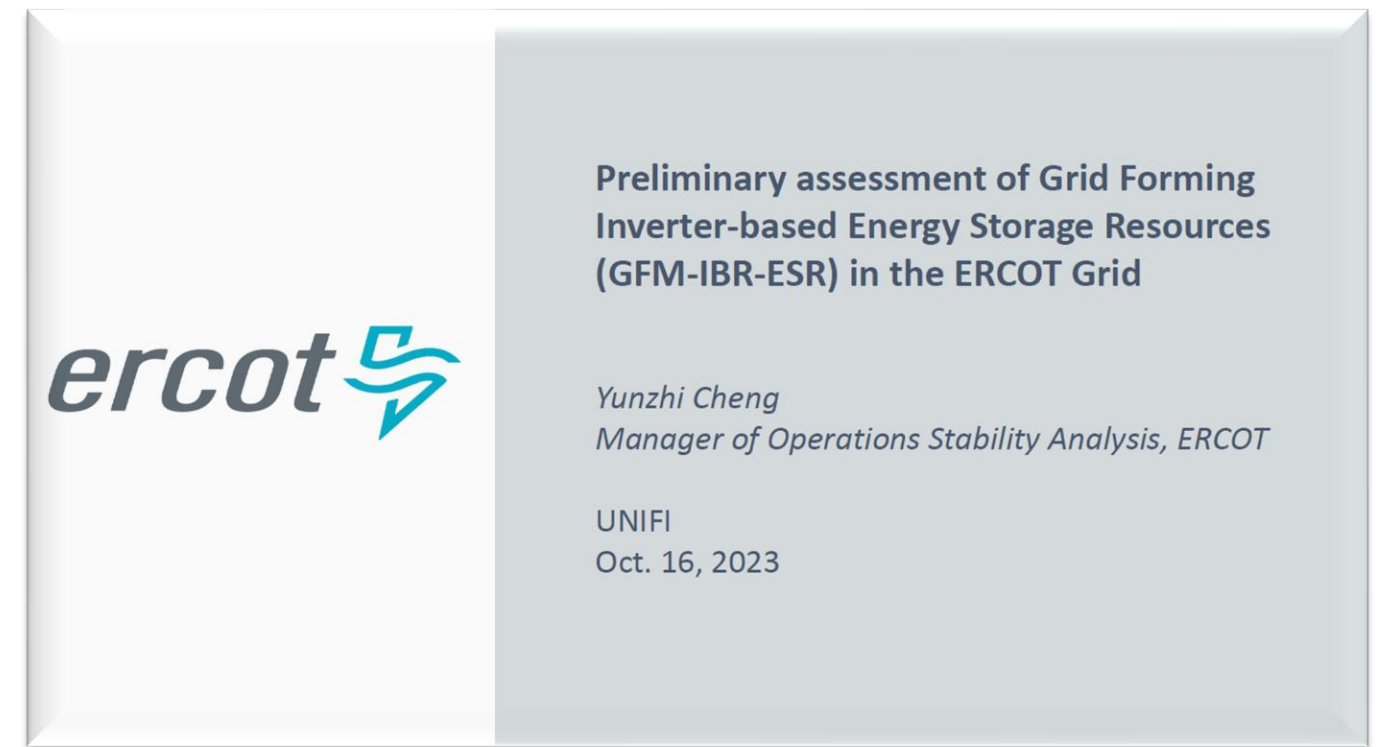 ercot
Preliminary assessment of Grid Forming
Inverter-based Energy Storage Resources
(GFM-IBR-ESR) in the ERCOT Grid
Yunzhi Cheng
Manager of Operations Stability Analysis, ERCOT
UNIFI
Oct. 16, 2023